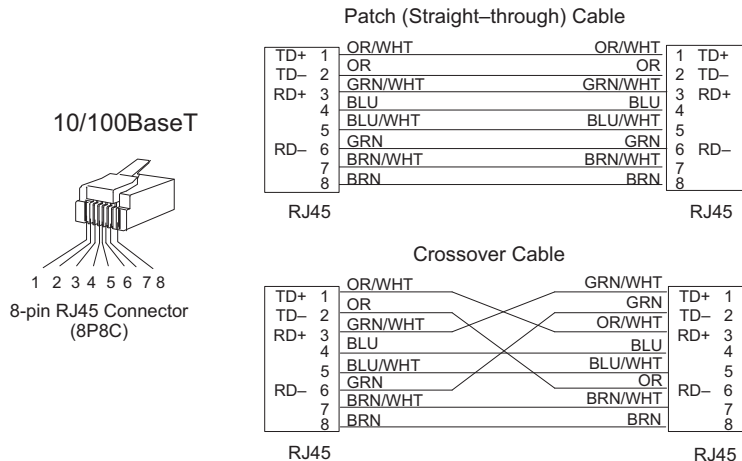 Patch (Straight–through) Cable
TD+ 1 OR/WHT OR/WHT 1 TD+
TD– 2 OR OR 2 TD–
RD+ 3 GRN/WHT GRN/WHT 3 RD+
4 BLU BLU 4
5 BLU/WHT BLU/WHT 5
RD– 6 GRN GRN 6 RD–
7 BRN/WHT BRN/WHT 7
8 BRN BRN 8
RJ45 RJ45
10/100BaseT
1 2 3 4 5 6 7 8
8-pin RJ45 Connector
(8P8C)
Crossover Cable
TD+ 1 OR/WHT GRN/WHT TD+ 1
TD– 2 OR GRN TD– 2
RD+ 3 GRN/WHT OR/WHT RD+ 3
4 BLU BLU 4
5 BLU/WHT BLU/WHT 5
RD– 6 GRN OR RD– 6
7 BRN/WHT BRN/WHT 7
8 BRN BRN 8
RJ45 RJ45